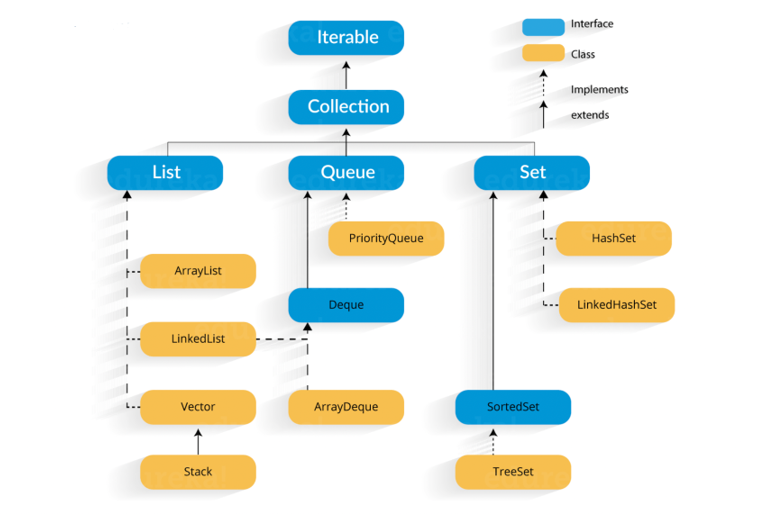 Iterable
Interface
Class
Collection
Implements
extends
List
Queue
Set
PriorityQueue
HashSet
ArrayList
Deque
LinkedHashSet
LinkedList
Vector
ArrayDeque
SortedSet
Stack
TreeSet